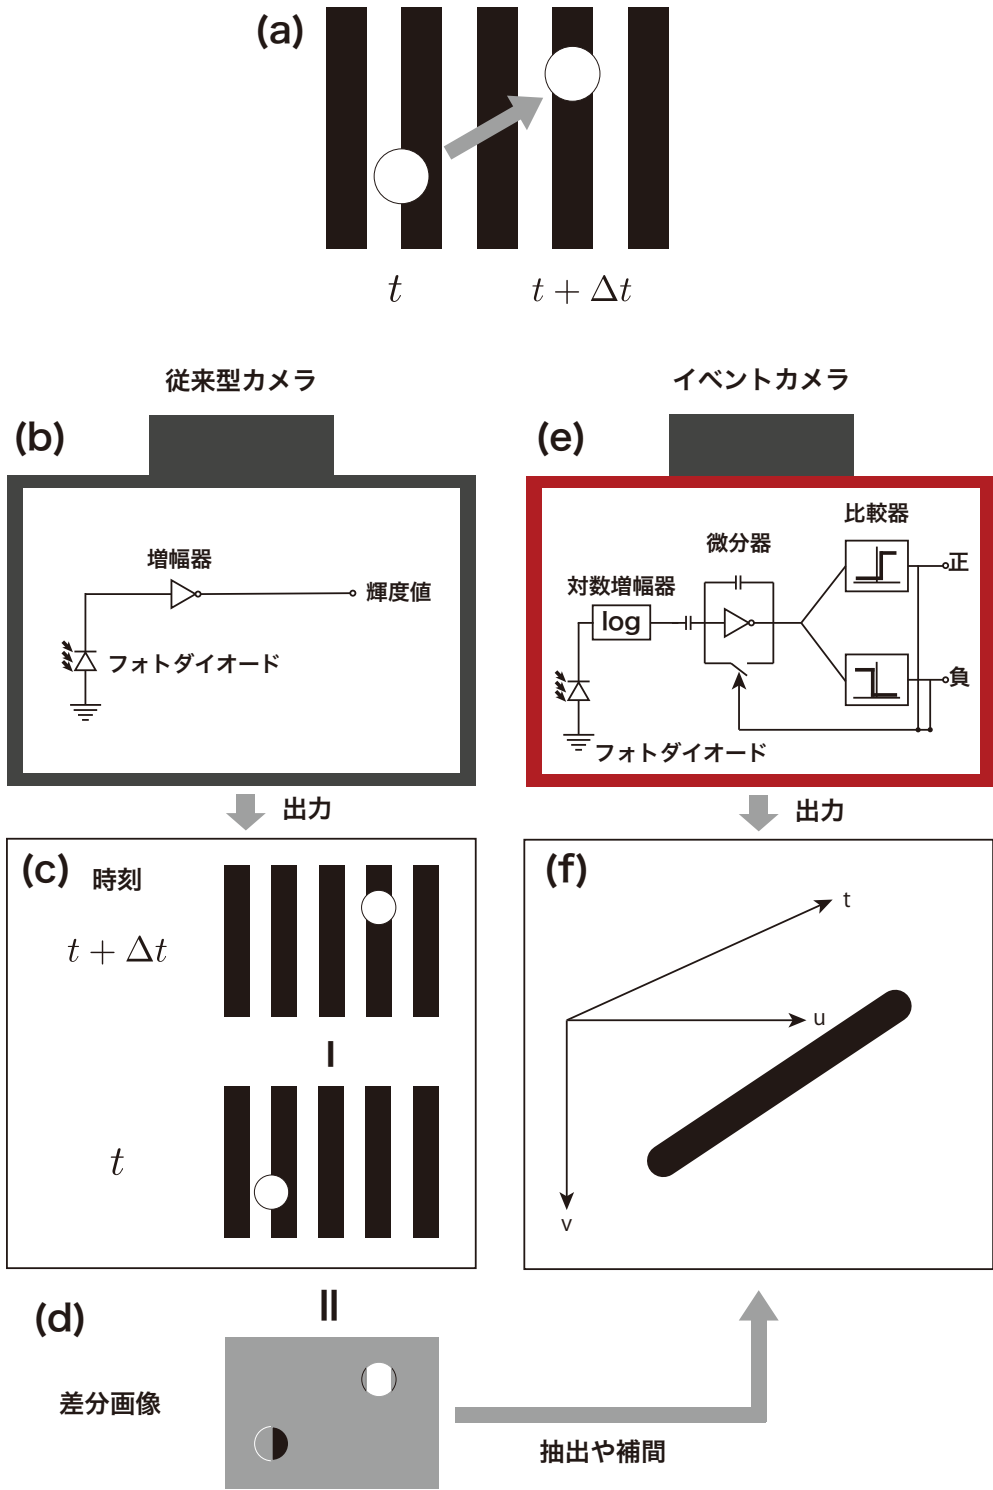 (a)
t
t + Δt
従来型カメラ
(b)
増幅器
輝度値
フォトダイオード
出力
(c)
時刻
t + Δt
t
(d)
差分画像
抽出や補間
イベントカメラ
(e)
比較器
微分器
正
対数増幅器
log
負
フォトダイオード
出力
(f)
t
u
v